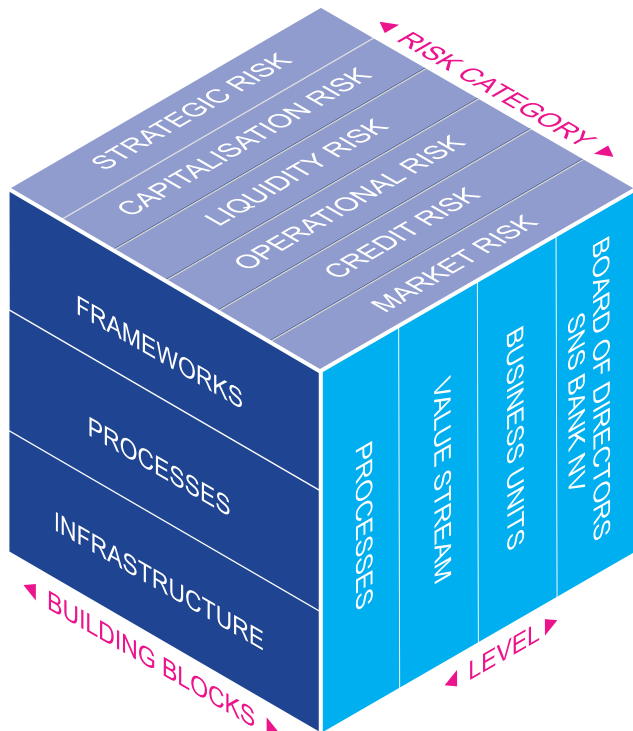 RISK CATEGORY
STRATEGIC RISK
CAPITALISATION RISK
LIQUIDITY RISK
OPERATIONAL RISK
CREDIT RISK
MARKET RISK
FRAMEWORKS
PROCESSES
INFRASTRUCTURE
BUILDING BLOCKS
PROCESSES
VALUE STREAM
BUSINESS UNITS
BOARD OF DIRECTORS
SNS BANK NV
LEVEL